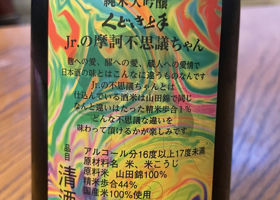 純米大吟醸
くどきと手
Jr.の摩訶不思議ちゃん
麹への愛、醸への愛、蔵人への愛情で
日本酒の味とはこんなに違うものなんです
Jr.の不思議ちゃんとは
仕込んでいる酒米は山田錦で同じ
なんと違いはたった精米歩合1%
どんな不思議な違いを
味わって頂けるかが楽しみです
品目
清酒
アルコール分16度以上17度未満
原材料名 米、米こうじ
原料米 山田錦100%
精米歩合44%
国産米100%使用